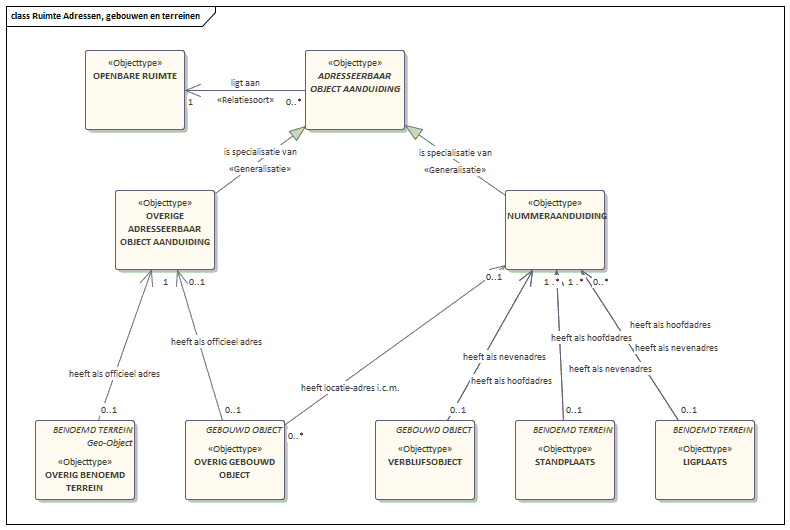 class Ruimte Adressen, gebouwen en terreinen
«Objecttype»
OPENBARE RUIMTE
«Objecttype»
ADRESSEERBAAR
OBJECT AANDUIDING
ligt aan
«Relatiesoort»
1
0..*
is specialisatie van
«Generalisatie»
is specialisatie van
«Generalisatie»
«Objecttype»
OVERIGE
ADRESSEERBAAR
OBJECT AANDUIDING
«Objecttype»
NUMMERAANDUIDING
1
0..1
0..1
1..*
1..*
0..*
heeft als officieel adres
heeft als officieel adres
heeft locatie-adres i.c.m.
heeft als nevenadres
heeft als hoofdadres
heeft als hoofdadres
heeft als nevenadres
heeft als hoofdadres
heeft als nevenadres
0..1
0..1
0..*
0..1
0..1
0..1
BENOEMD TERREIN
Geo-Object
«Objecttype»
OVERIG BENOEMD
TERREIN
GEBOUWD OBJECT
«Objecttype»
OVERIG GEBOUWD
OBJECT
GEBOUWD OBJECT
«Objecttype»
VERBLIJFSOBJECT
BENOEMD TERREIN
«Objecttype»
STANDPLAATS
BENOEMD TERREIN
«Objecttype»
LIGPLAATS